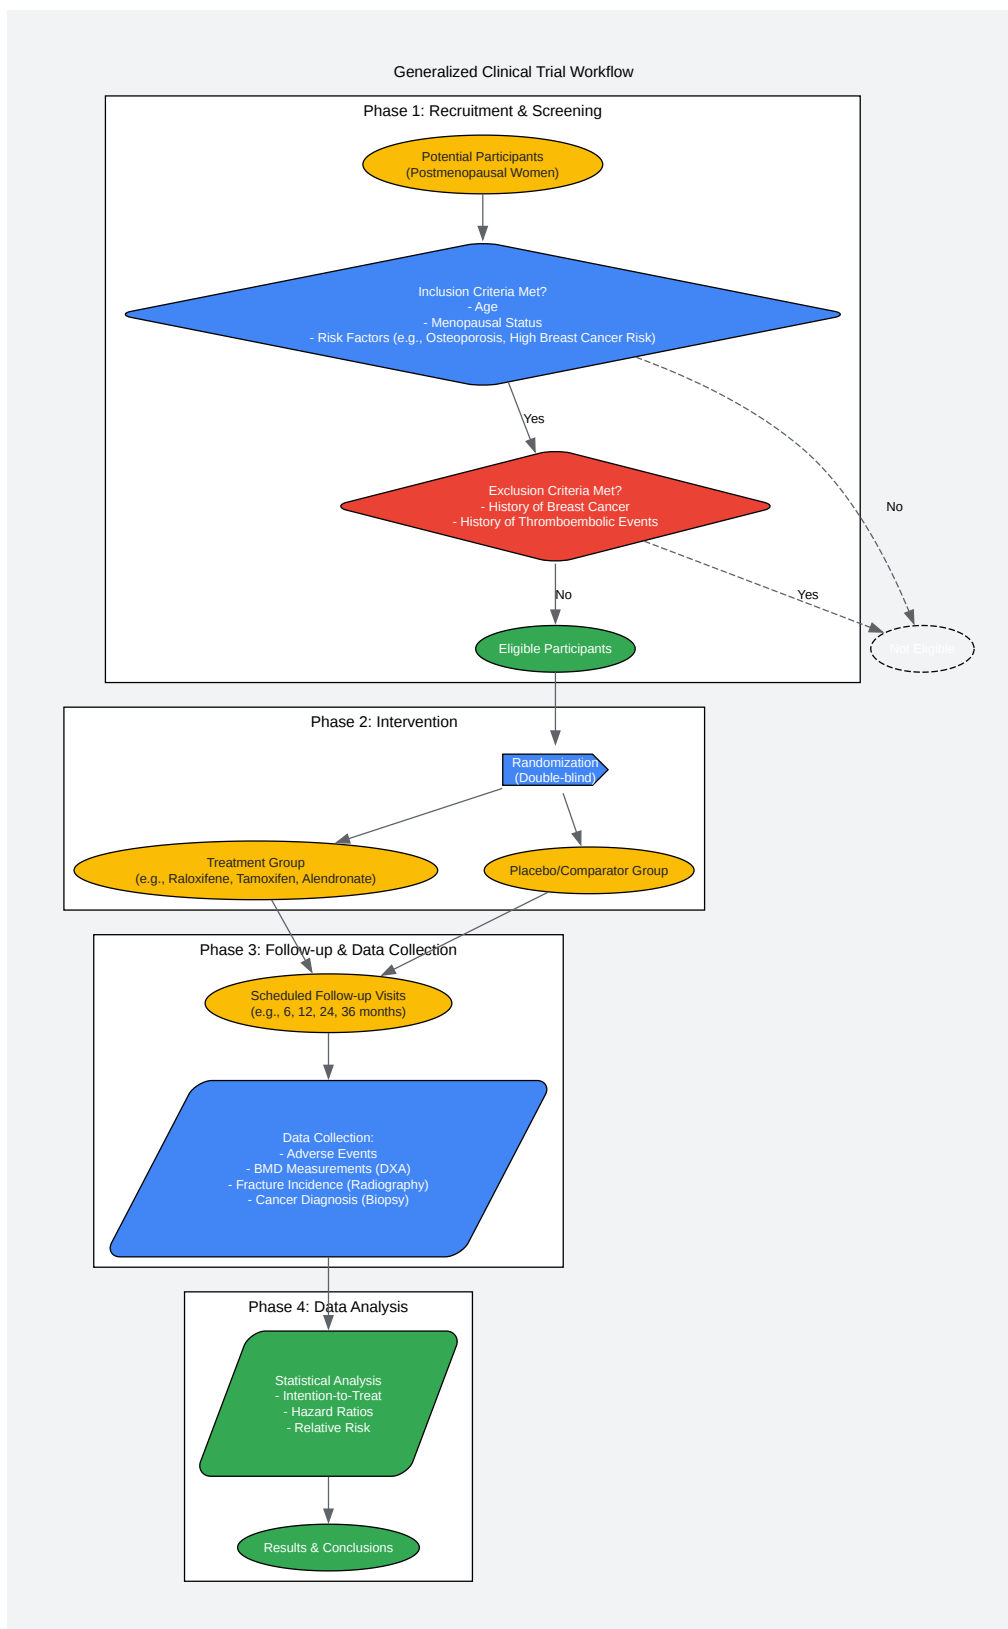 Generalized Clinical Trial Workflow
Phase 1: Recruitment & Screening
Potential Participants
(Postmenopausal Women)
Inclusion Criteria Met?
- Age
- Menopausal Status
- Risk Factors (e.g., Osteoporosis, High Breast Cancer Risk)
Yes
Exclusion Criteria Met?
- History of Breast Cancer
- History of Thromboembolic Events
No
No
Yes
Eligible Participants
Not Eligible
Phase 2: Intervention
Randomization
(Double-blind)
Treatment Group
(e.g., Raloxifene, Tamoxifen, Alendronate)
Placebo/Comparator Group
Phase 3: Follow-up & Data Collection
Scheduled Follow-up Visits
(e.g., 6, 12, 24, 36 months)
Data Collection:
- Adverse Events
- BMD Measurements (DXA)
- Fracture Incidence (Radiography)
- Cancer Diagnosis (Biopsy)
Phase 4: Data Analysis
Statistical Analysis
- Intention-to-Treat
- Hazard Ratios
- Relative Risk
Results & Conclusions